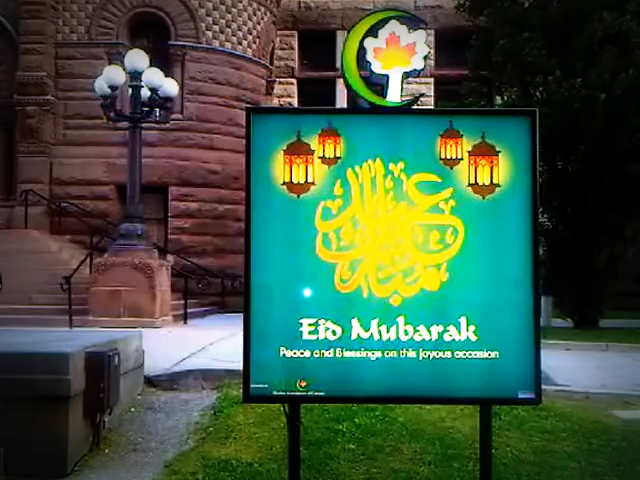 عيد مبارك
Eid Mubarak
Peace and Blessings on this joyous occasion